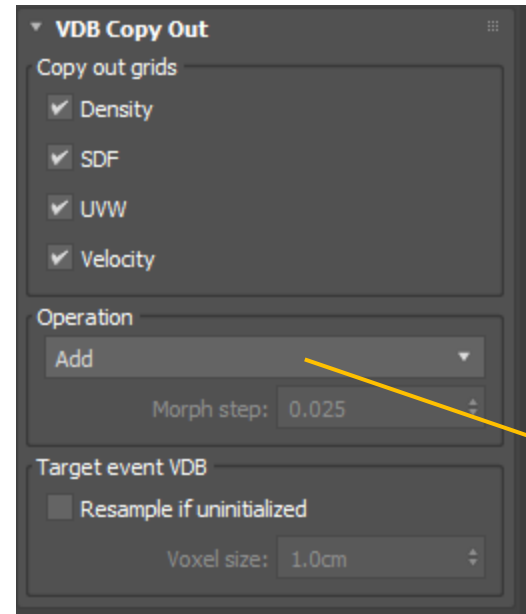 VDB Copy Out
Copy out grids
Density
SDF
UVW
Velocity
Operation
Add
Morph step: 0.025
Target event VDB
Resample if uninitialized
Voxel size: 1.0cm